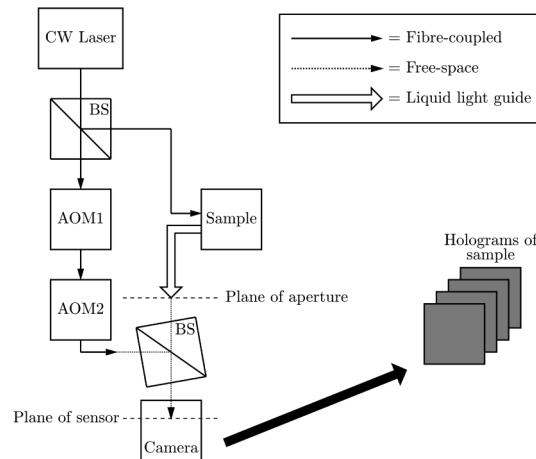 CW Laser
= Fibre-coupled
= Free-space
= Liquid light guide
BS
AOM1
Sample
Holograms of
sample
AOM2
Plane of aperture
BS
Plane of sensor
Camera